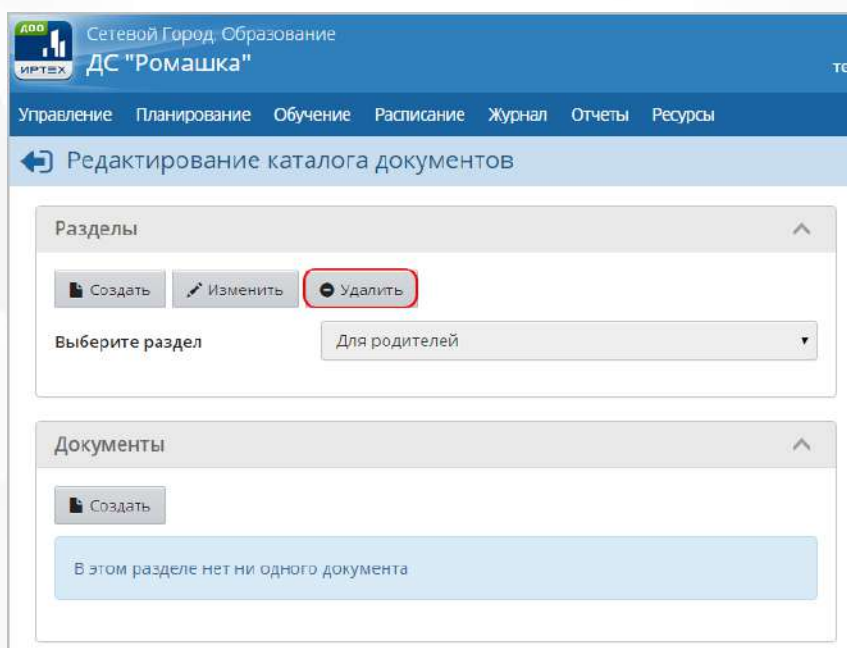 ДОО
ИРТЕХ
Сетевой Город. Образование
ДС "Ромашка"
Управление Планирование Обучение Расписание Журнал Отчеты Ресурсы
Редактирование каталога документов
Разделы
Создать Изменить Удалить
Выберите раздел Для родителей
Документы
Создать
В этом разделе нет ни одного документа